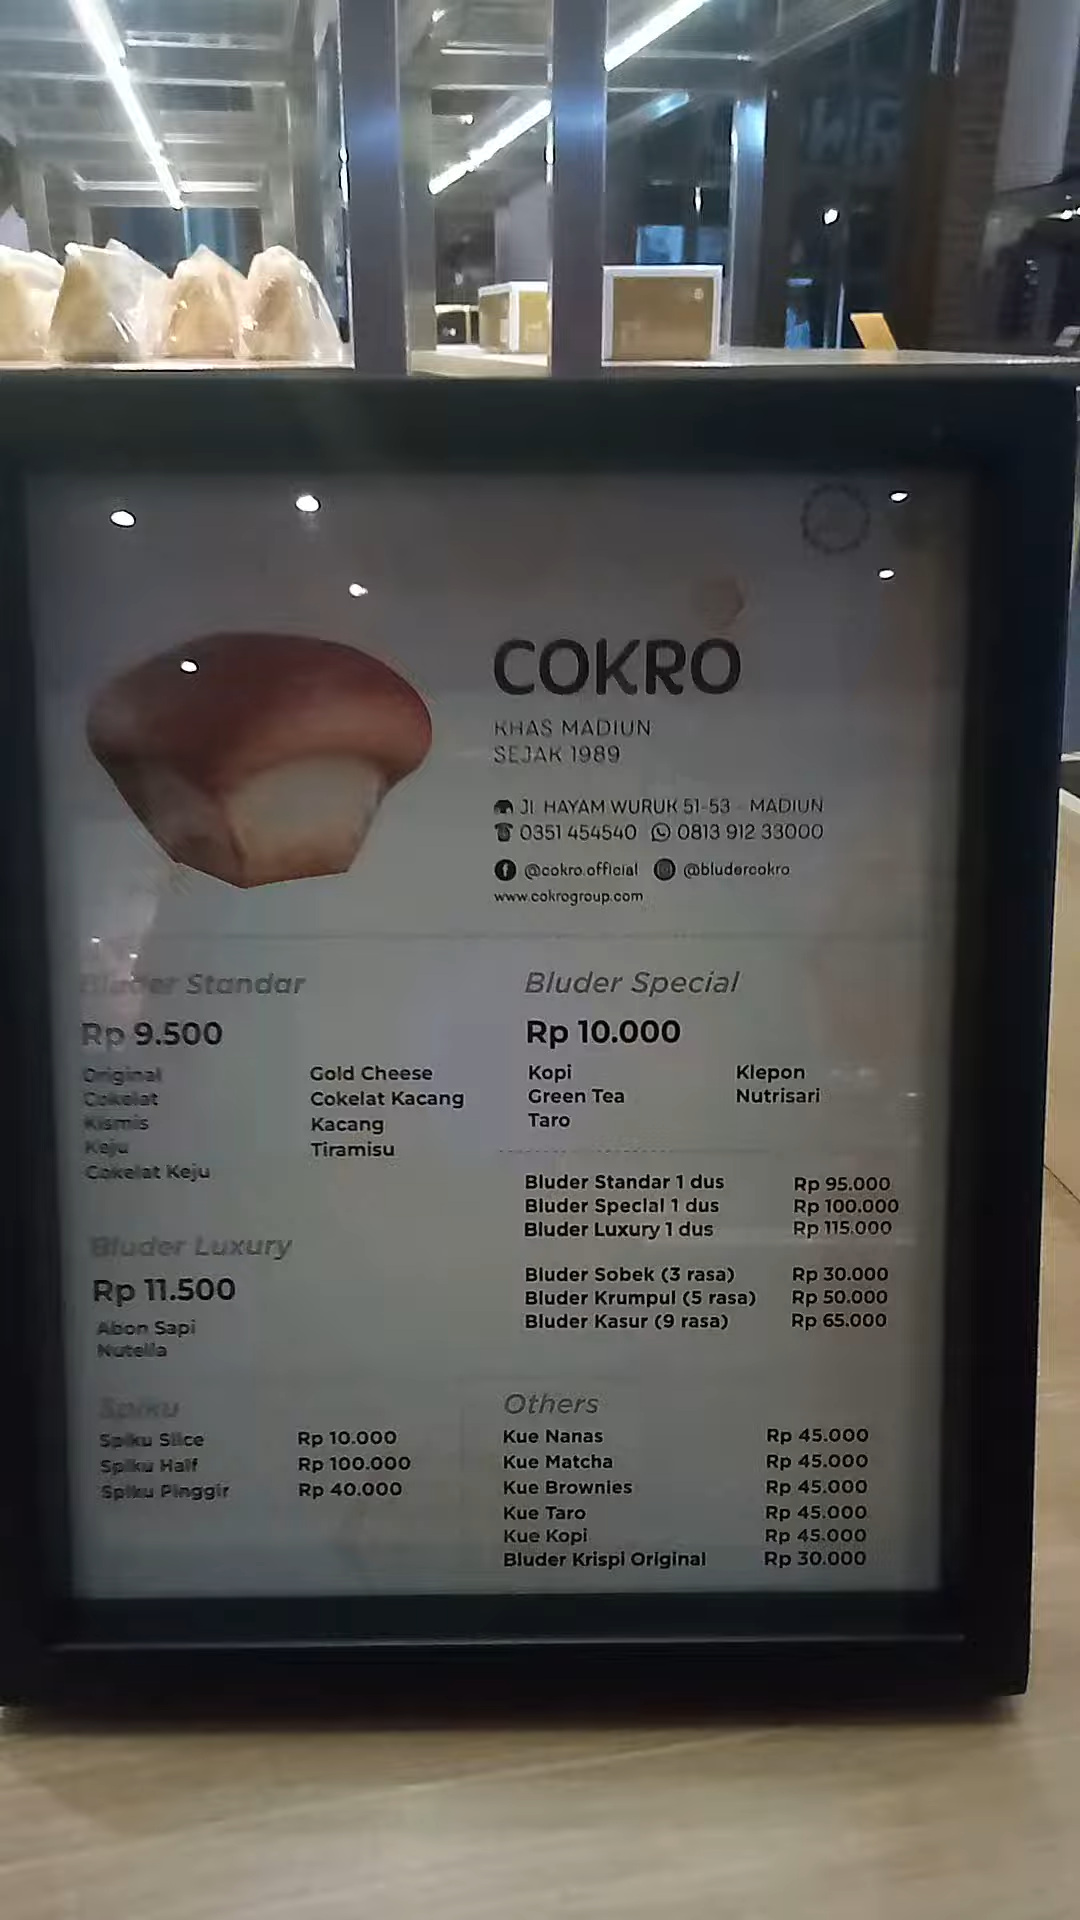 COKRO
KHAS MADIUN
SEJAK 1989
Jl. HAYAM WURUK 51-53 - MADIUN
0351 454540 0813 912 33000
@cokro.official @bludercokro
www.cokrogroup.com
Bluder Standar
Rp 9.500
Original
Cokelat
Kismis
Keju
Cokelat Keju
Gold Cheese
Cokelat Kacang
Kacang
Tiramisu
Bluder Special
Rp 10.000
Kopi
Green Tea
Taro
Klepon
Nutrisari
Bluder Standar 1 dus Rp 95.000
Bluder Special 1 dus Rp 100.000
Bluder Luxury 1 dus Rp 115.000
Bluder Sobek (3 rasa) Rp 30.000
Bluder Krumpul (5 rasa) Rp 50.000
Bluder Kasur (9 rasa) Rp 65.000
Bluder Luxury
Rp 11.500
Abon Sapi
Nutella
Spiku
Spiku Slice Rp 10.000
Spiku Half Rp 100.000
Spiku Pinggir Rp 40.000
Others
Kue Nanas Rp 45.000
Kue Matcha Rp 45.000
Kue Brownies Rp 45.000
Kue Taro Rp 45.000
Kue Kopi Rp 45.000
Bluder Krispi Original Rp 30.000